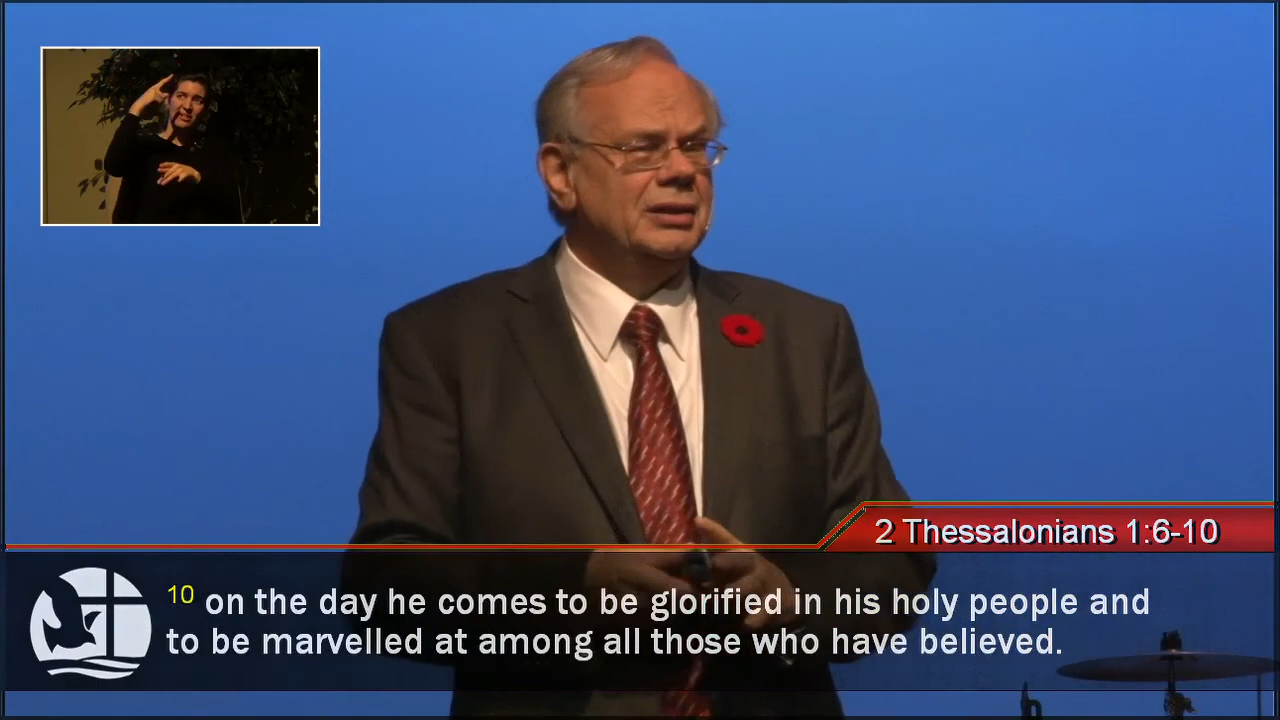 2 Thessalonians 1:6-10
10 on the day he comes to be glorified in his holy people and
to be marvelled at among all those who have believed.